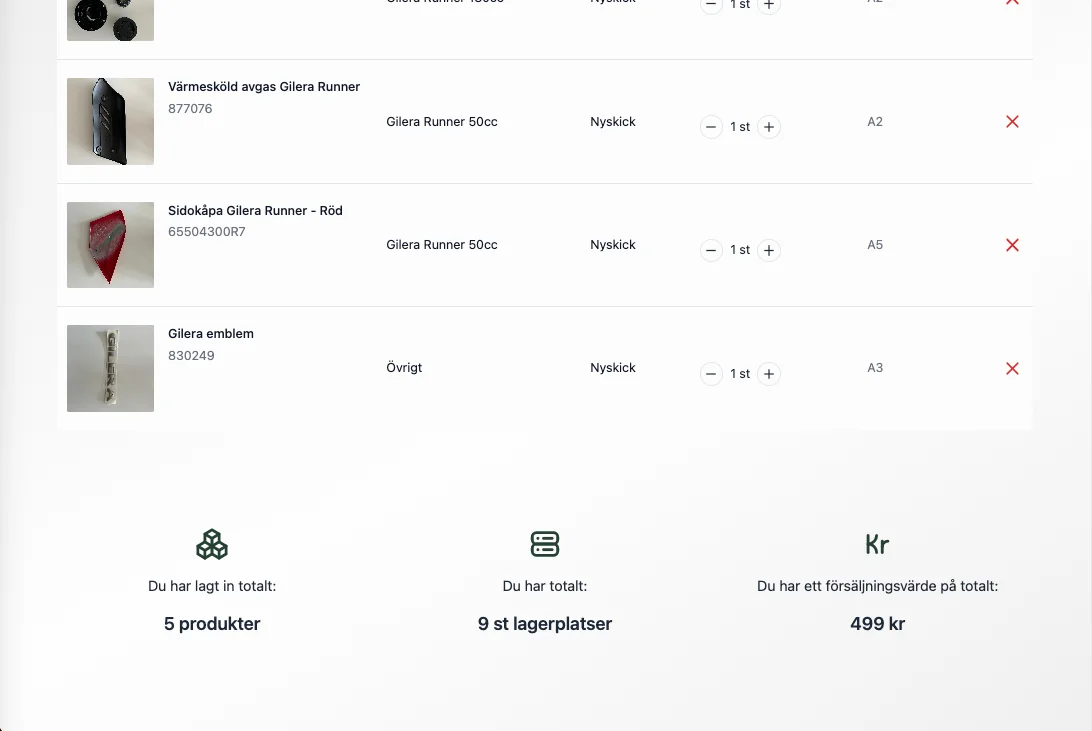 Gilera Runner 180cc
Nyskick
1 st
A2
Värmesköld avgas Gilera Runner
877076
Gilera Runner 50cc
Nyskick
1 st
A2
Sidokåpa Gilera Runner - Röd
65504300R7
Gilera Runner 50cc
Nyskick
1 st
A5
Gilera emblem
830249
Övrigt
Nyskick
1 st
A3
Kr
Du har lagt in totalt:
Du har totalt:
Du har ett försäljningsvärde på totalt:
5 produkter
9 st lagerplatser
499 kr